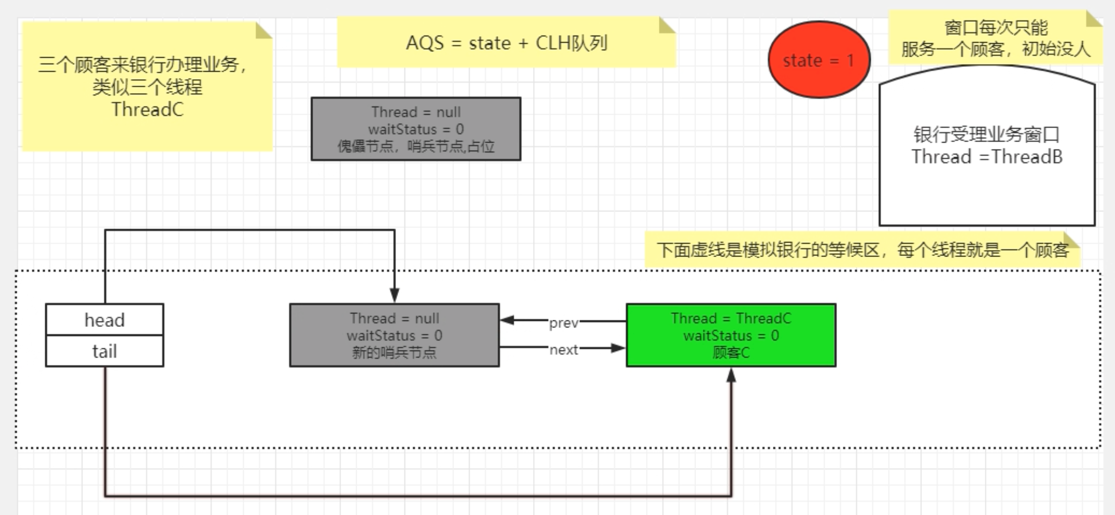 三个顾客来银行办理业务，
类似三个线程
ThreadC
AQS = state + CLH队列
Thread = null
waitStatus = 0
傀儡节点，哨兵节点,占位
state = 1
窗口每次只能
服务一个顾客，初始没人
银行受理业务窗口
Thread =ThreadB
下面虚线是模拟银行的等候区，每个线程就是一个顾客
head
tail
Thread = null
waitStatus = 0
新的哨兵节点
prev
next
Thread = ThreadC
waitStatus = 0
顾客C